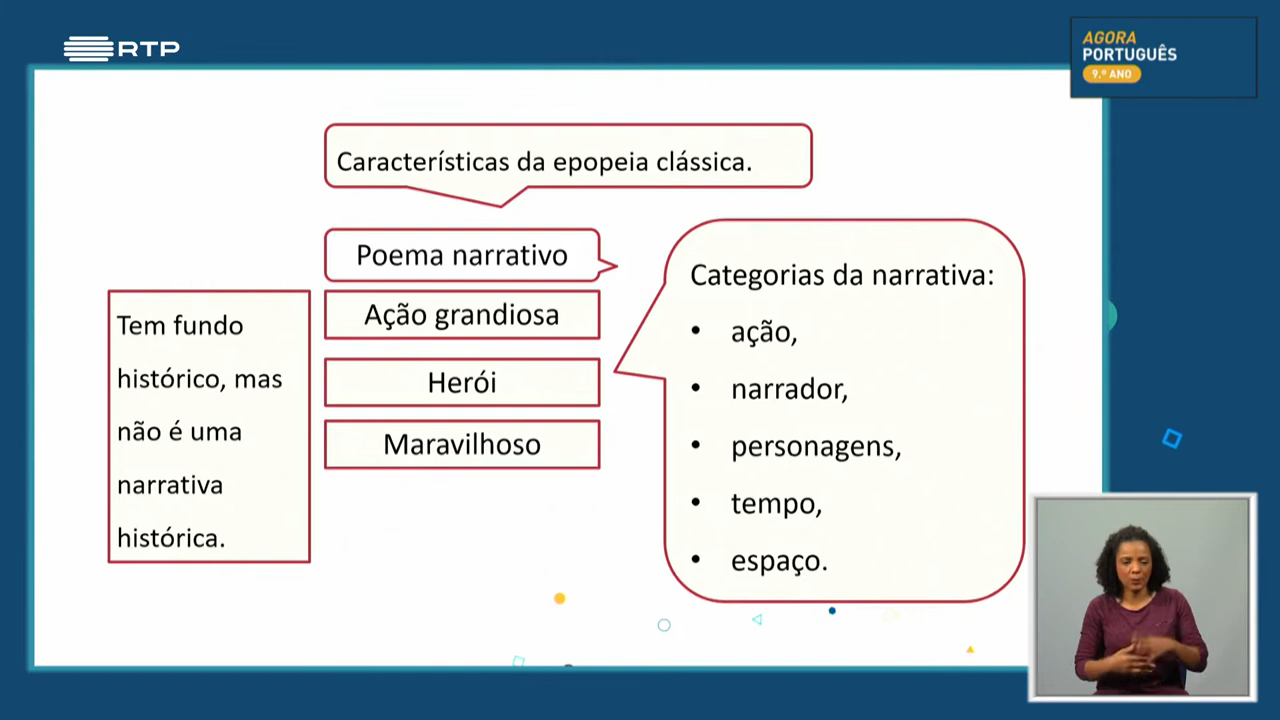 RTP
AGORA
PORTUGUÊS
9.º ANO
Características da epopeia clássica.
Poema narrativo
Ação grandiosa
Herói
Maravilhoso
Tem fundo
histórico, mas
não é uma
narrativa
histórica.
Categorias da narrativa:
• ação,
• narrador,
• personagens,
• tempo,
• espaço.